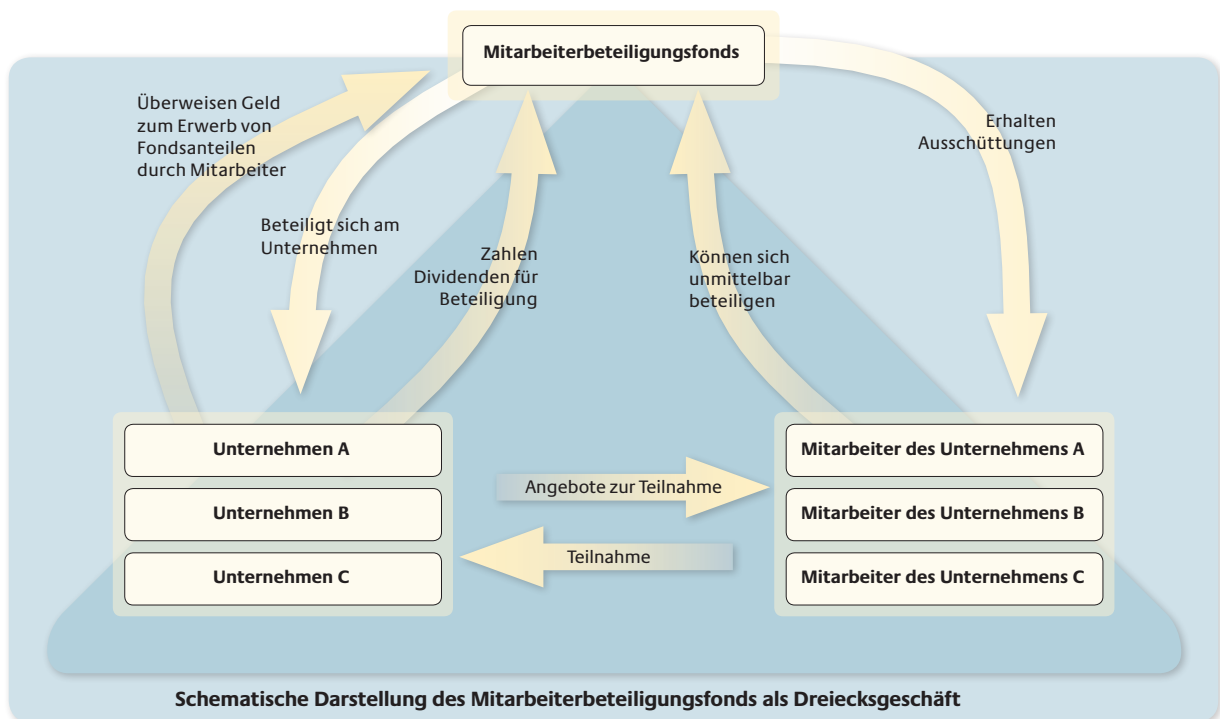 Mitarbeiterbeteiligungsfonds
Überweisen Geld
zum Erwerb von
Fondsanteilen
durch Mitarbeiter
Erhalten
Ausschüttungen
Beteiligt sich am
Unternehmen
Zahlen
Dividenden für
Beteiligung
Können sich
unmittelbar
beteiligen
Unternehmen A
Unternehmen B
Unternehmen C
Angebote zur Teilnahme
Teilnahme
Mitarbeiter des Unternehmens A
Mitarbeiter des Unternehmens B
Mitarbeiter des Unternehmens C
Schematische Darstellung des Mitarbeiterbeteiligungsfonds als Dreiecksgeschäft